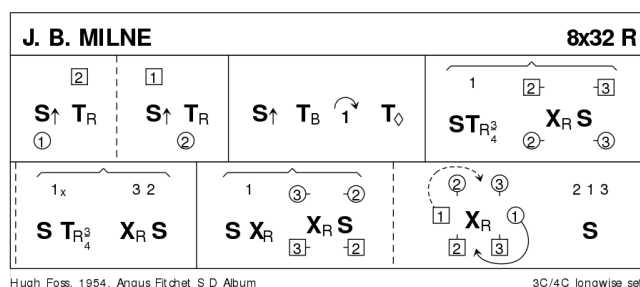 J. B. MILNE 8x32 R
2 1 1 2 3
S↑ TR S↑ TR S↑ TB 1 T◊ STR¾ XR S
1 2 2 3
1x 3 2 1 3 2 2 3 2 1 3
S TR¾ XR S S XR XR S 1 XR 1 S
3 2 2 3
Hugh Foss, 1954, Angus Fitchet S D Album 3C/4C longwise set